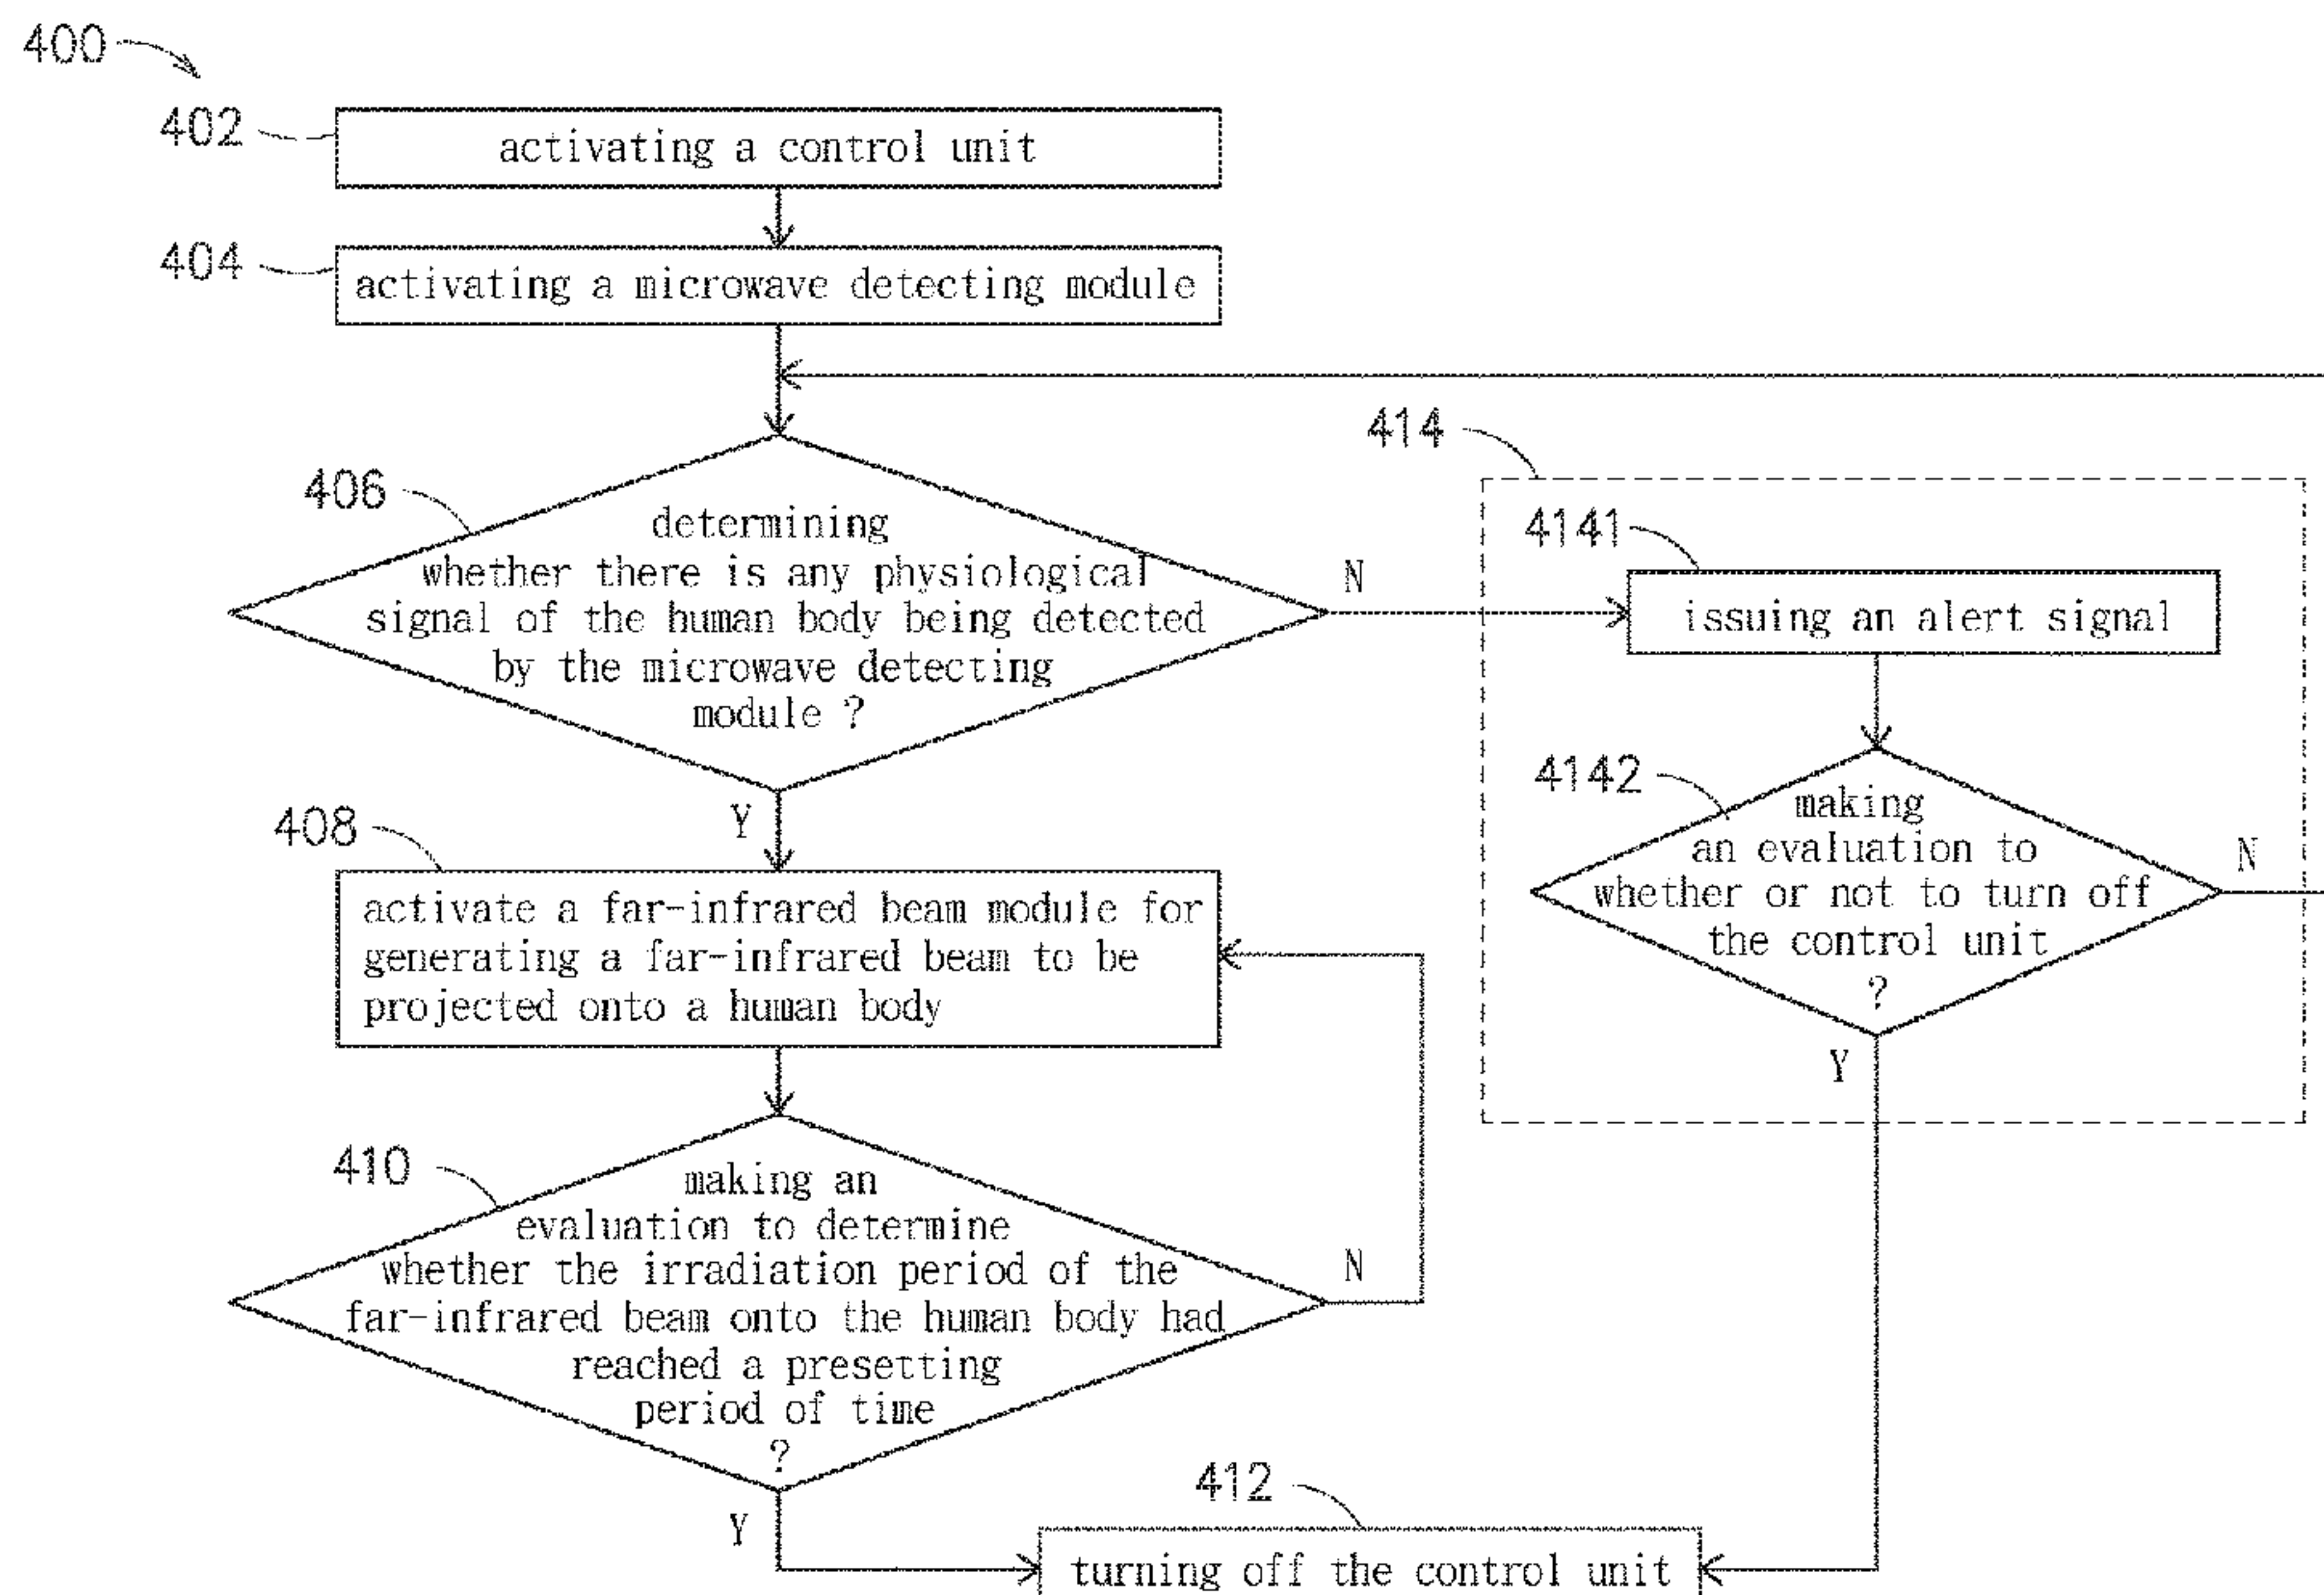 400
402
activating a control unit
404
activating a microwave detecting module
406
determining
whether there is any physiological
signal of the human body being detected
by the microwave detecting
module ?
N
Y
414
4141
issuing an alert signal
4142
making
an evaluation to
whether or not to turn off
the control unit
?
N
Y
408
activate a far-infrared beam module for
generating a far-infrared beam to be
projected onto a human body
410
making an
evaluation to determine
whether the irradiation period of the
far-infrared beam onto the human body had
reached a presetting
period of time
?
N
Y
412
turning off the control unit